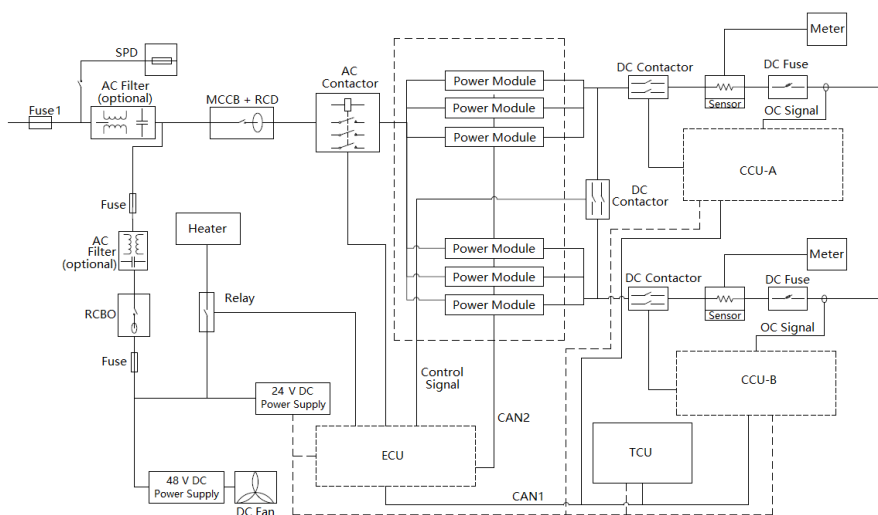 SPD
Meter
AC Filter
(optional)
Fuse1
MCCB + RCD
AC
Contactor
Power Module
Power Module
Power Module
DC Contactor
DC Fuse
Sensor
OC Signal
CCU-A
DC
Contactor
Fuse
AC
Filter
(optional)
Heater
Power Module
Power Module
Power Module
Meter
DC Contactor
DC Fuse
Sensor
OC Signal
RCBO
Relay
Fuse
Control
Signal
CCU-B
24 V DC
Power Supply
CAN2
ECU
TCU
48 V DC
Power Supply
DC Fan
CAN1